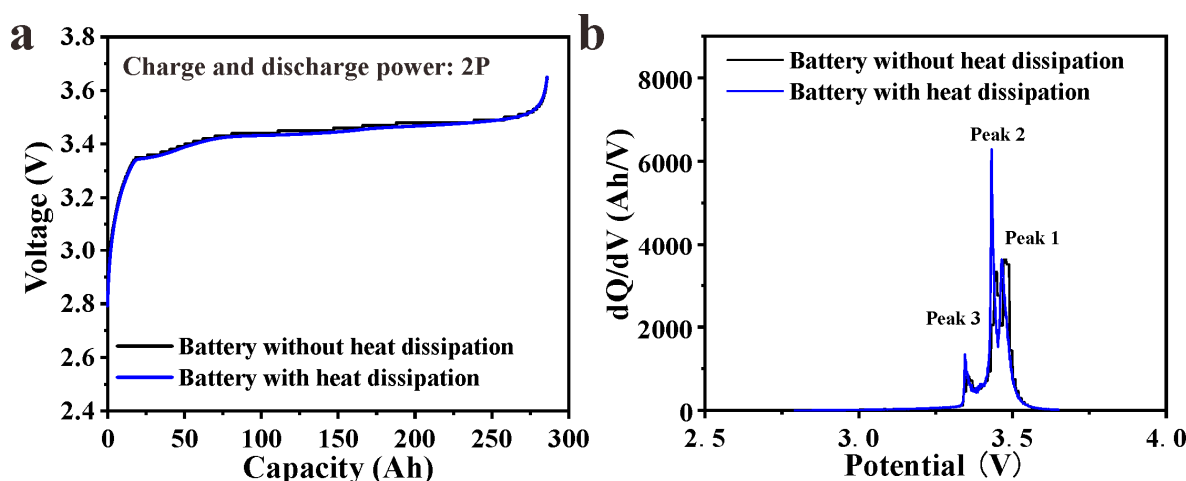 a
3.8
3.6
3.4
3.2
3.0
2.8
2.6
2.4
Voltage (V)
Charge and discharge power: 2P
Battery without heat dissipation
Battery with heat dissipation
0 50 100 150 200 250 300
Capacity (Ah)
b
8000
6000
4000
2000
0
dQ/dV (Ah/V)
Battery without heat dissipation
Battery with heat dissipation
Peak 2
Peak 1
Peak 3
2.5 3.0 3.5 4.0
Potential (V)